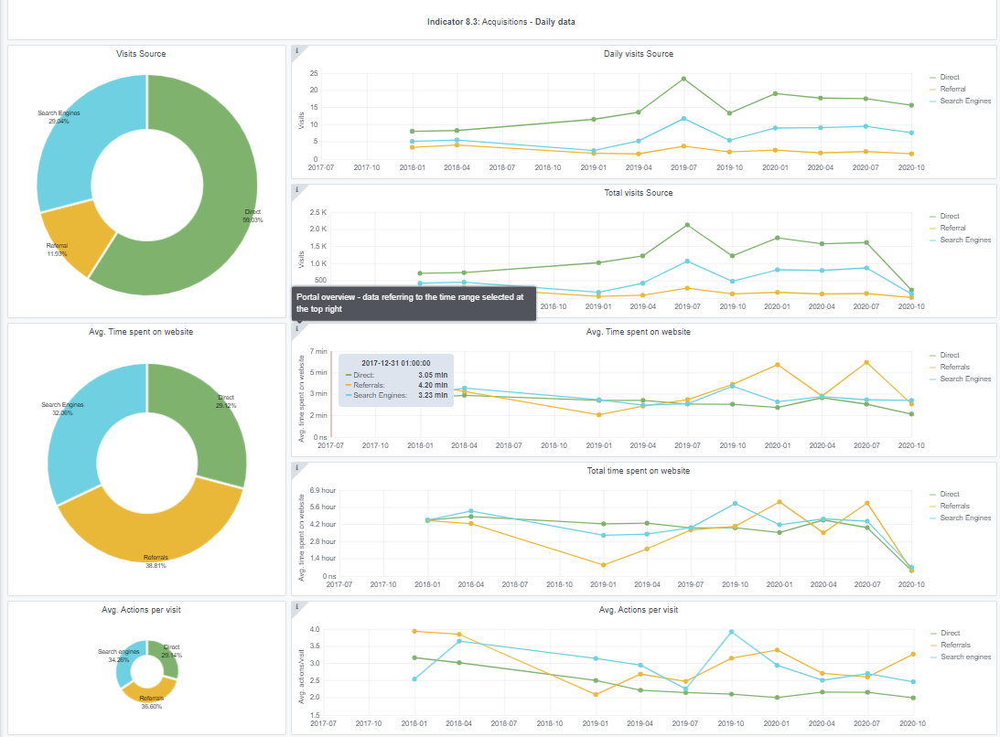 Indicator 8.3: Acquisitions - Daily data
Visits Source
Search Engines
29.04%
Direct
59.03%
Referral
11.93%
i
Daily visits Source
Visits
25
20
15
10
5
0
2017-07 2017-10 2018-01 2018-04 2018-07 2018-10 2019-01 2019-04 2019-07 2019-10 2020-01 2020-04 2020-07 2020-10
Direct
Referral
Search Engines
i
Total visits Source
Visits
2.5 K
2.0 K
1.5 K
1.0 K
500
2018-10 2019-01 2019-04 2019-07 2019-10 2020-01 2020-04 2020-07 2020-10
Direct
Referral
Search Engines
Portal overview - data referring to the time range selected at
the top right
Avg. Time spent on website
Search Engines
32.06%
Direct
29.12%
Referrals
38.81%
i
Avg. Time spent on website
Avg. time spent on website
7 min
5 min
3 min
2 min
0 ns
2017-07 2017-10 2018-01 2018-04 2018-07 2018-10 2019-01 2019-04 2019-07 2019-10 2020-01 2020-04 2020-07 2020-10
2017-12-31 01:00:00
Direct: 3.05 min
Referrals: 4.20 min
Search Engines: 3.23 min
Direct
Referrals
Search Engines
i
Total time spent on website
Avg. time spent on website
6.9 hour
5.6 hour
4.2 hour
2.8 hour
1.4 hour
0 ns
2017-07 2017-10 2018-01 2018-04 2018-07 2018-10 2019-01 2019-04 2019-07 2019-10 2020-01 2020-04 2020-07 2020-10
Direct
Referrals
Search Engines
Avg. Actions per visit
Search engines
34.26%
Direct
29.14%
Referrals
36.60%
i
Avg. Actions per visit
Avg. actions/visit
4.0
3.5
3.0
2.5
2.0
1.5
2017-07 2017-10 2018-01 2018-04 2018-07 2018-10 2019-01 2019-04 2019-07 2019-10 2020-01 2020-04 2020-07 2020-10
Direct
Referrals
Search engines